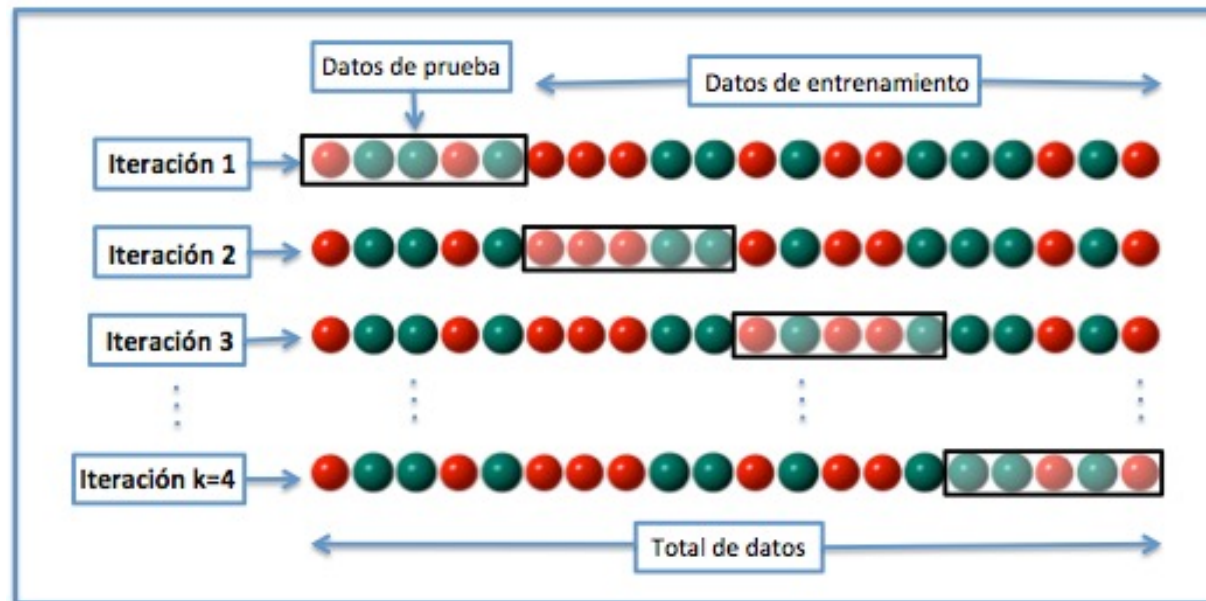 Datos de prueba
Datos de entrenamiento
Iteración 1
Iteración 2
Iteración 3
Iteración k=4
Total de datos